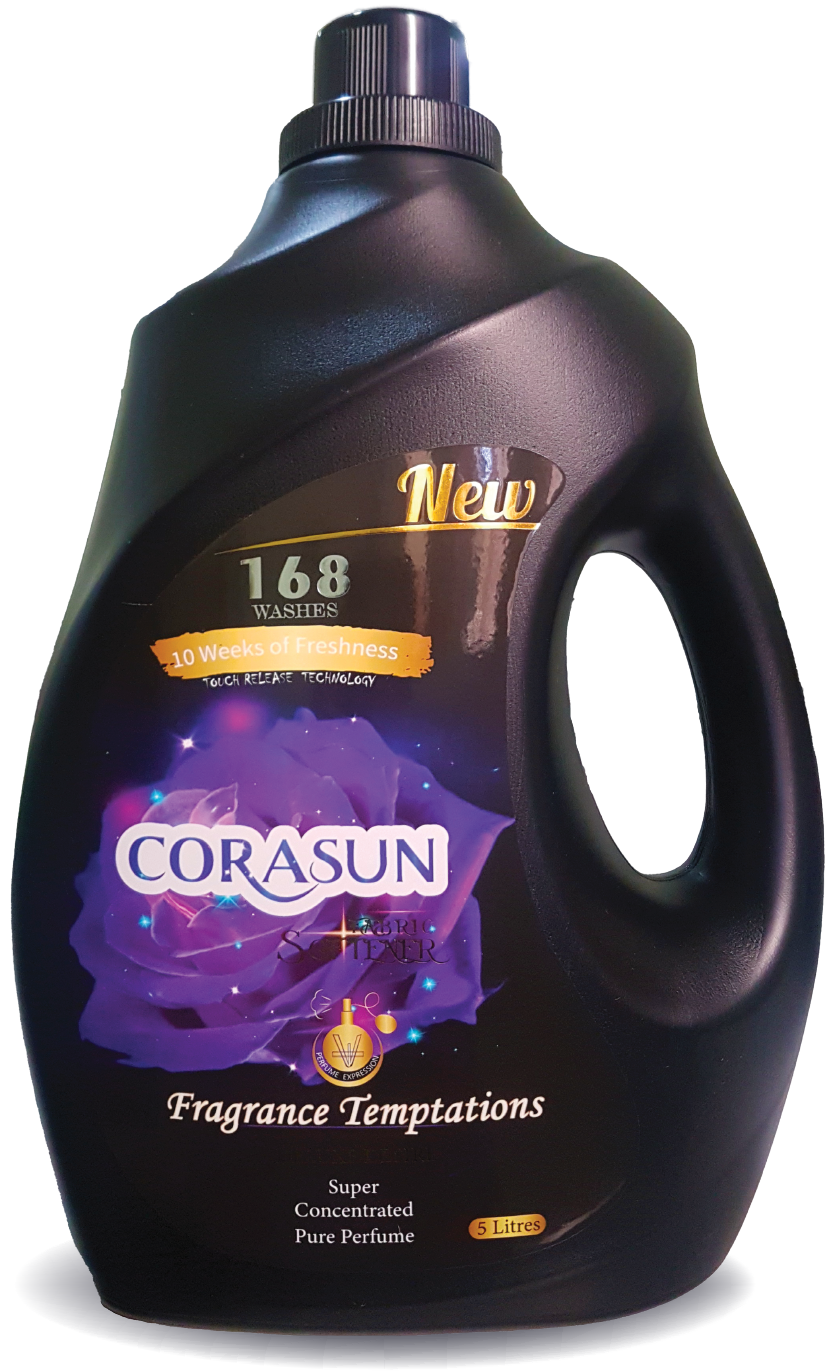 New
168
WASHES
10 Weeks of Freshness
TOUCH RELEASE TECHNOLOGY
CORASUN
FABRIC
SOFTENER
PERFUME EXPRESSION
Fragrance Temptations
Super
Concentrated
Pure Perfume
5 Litres